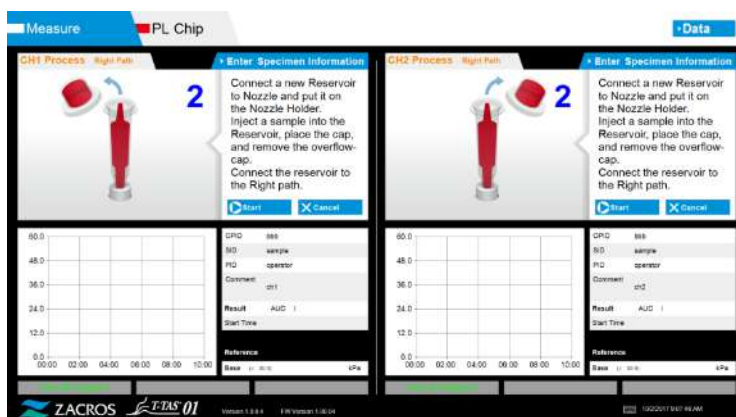 Measure
PL Chip
Data
CH1 Process Right Path
Enter Specimen Information
2
Connect a new Reservoir
to Nozzle and put it on
the Nozzle Holder.
Inject a sample into the
Reservoir, place the cap,
and remove the overflow-
cap.
Connect the reservoir to
the Right path.
Start
Cancel
60.0
48.0
36.0
24.0
12.0
0.0
00:00 02:00 04:00 06:00 08:00 10:00
OPID
SID sample
PID operator
Comment
ch1
Result AUC
Start Time
Reference
Base kPa
CH2 Process Right Path
Enter Specimen Information
2
Connect a new Reservoir
to Nozzle and put it on
the Nozzle Holder.
Inject a sample into the
Reservoir, place the cap,
and remove the overflow-
cap.
Connect the reservoir to
the Right path.
Start
Cancel
60.0
48.0
36.0
24.0
12.0
0.0
00:00 02:00 04:00 06:00 08:00 10:00
OPID
SID sample
PID operator
Comment
ch2
Result AUC
Start Time
Reference
Base kPa
ZACROS T-TAS 01